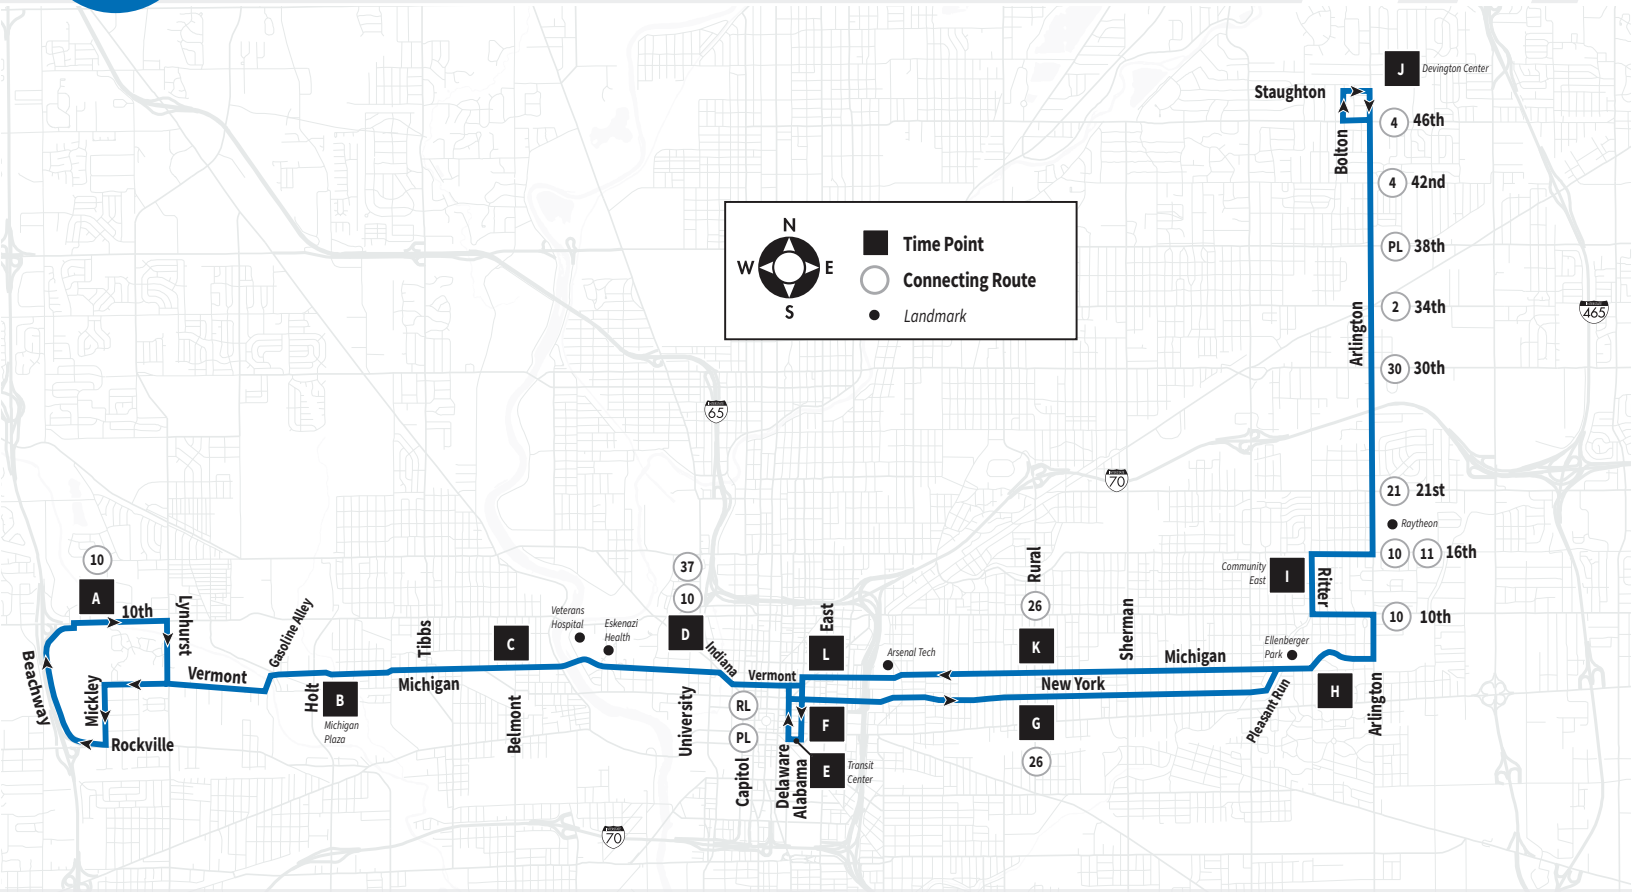 J
Devington Center
Staughton
4
46th
Bolton
4
42nd
N
W
E
S
Time Point
Connecting Route
Landmark
PL
38th
2
34th
465
Arlington
30
30th
65
70
21
21st
Raytheon
10
11
16th
Community
East
I
Ritter
10
10th
10
A
10th
Lynhurst
Beachway
Mickley
Rockville
Vermont
Gasoline Alley
Holt
B
Michigan
Plaza
Tibbs
Michigan
C
Belmont
Veterans
Hospital
Eskenazi
Health
37
10
D
Indiana
University
Vermont
RL
PL
Capitol
Delaware
Alabama
East
L
F
E
Transit
Center
Arsenal Tech
Rural
26
K
New York
G
26
Sherman
Michigan
Ellenberger
Park
Pleasant Run
H
Arlington
70